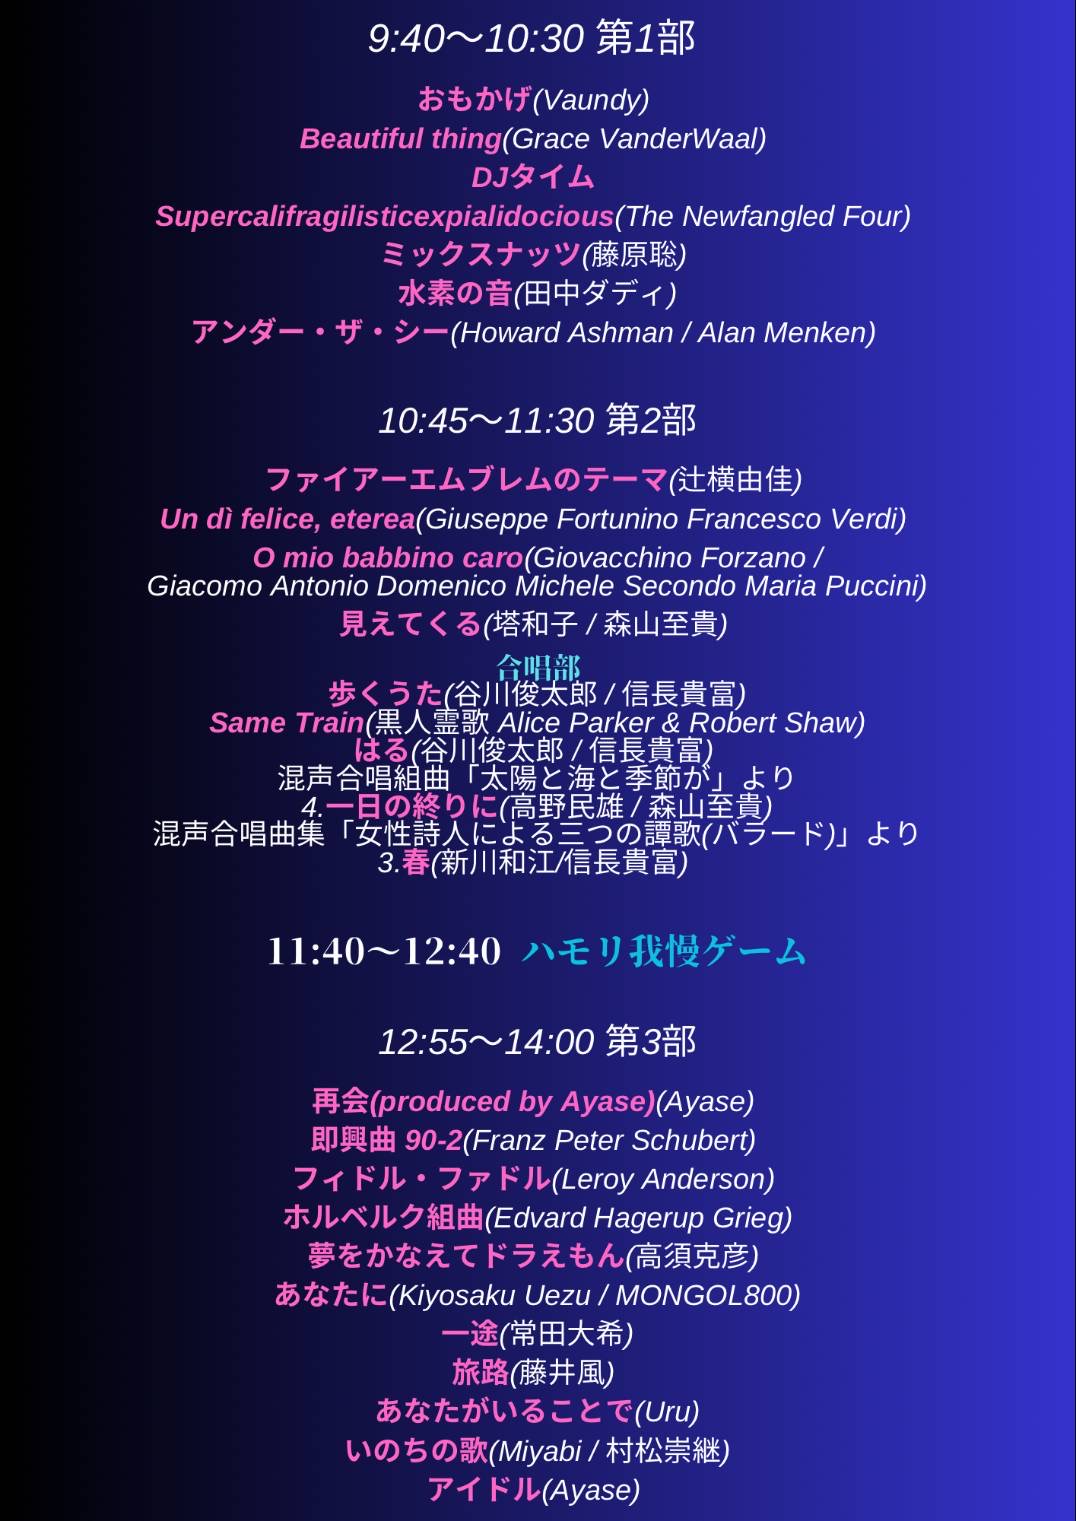 9:40〜10:30 第1部
おもかげ(Vaundy)
Beautiful thing(Grace VanderWaal)
DJタイム
Supercalifragilisticexpialidocious(The Newfangled Four)
ミックスナッツ(藤原聡)
水素の音(田中ダディ)
アンダー・ザ・シー(Howard Ashman / Alan Menken)
10:45〜11:30 第2部
ファイアーエムブレムのテーマ(辻横由佳)
Un dì felice, eterea(Giuseppe Fortunino Francesco Verdi)
O mio babbino caro(Giovacchino Forzano /
Giacomo Antonio Domenico Michele Secondo Maria Puccini)
見えてくる(塔和子 / 森山至貴)
合唱部
歩くうた(谷川俊太郎 / 信長貴富)
Same Train(黒人霊歌 Alice Parker & Robert Shaw)
はる(谷川俊太郎 / 信長貴富)
混声合唱組曲「太陽と海と季節が」より
4.一日の終りに(高野民雄 / 森山至貴)
混声合唱曲集「女性詩人による三つの譚歌(バラード)」より
3.春(新川和江/信長貴富)
11:40〜12:40 ハモリ我慢ゲーム
12:55〜14:00 第3部
再会(produced by Ayase)(Ayase)
即興曲 90-2(Franz Peter Schubert)
フィドル・ファドル(Leroy Anderson)
ホルベルク組曲(Edvard Hagerup Grieg)
夢をかなえてドラえもん(高須克彦)
あなたに(Kiyosaku Uezu / MONGOL800)
一途(常田大希)
旅路(藤井風)
あなたがいることで(Uru)
いのちの歌(Miyabi / 村松崇継)
アイドル(Ayase)